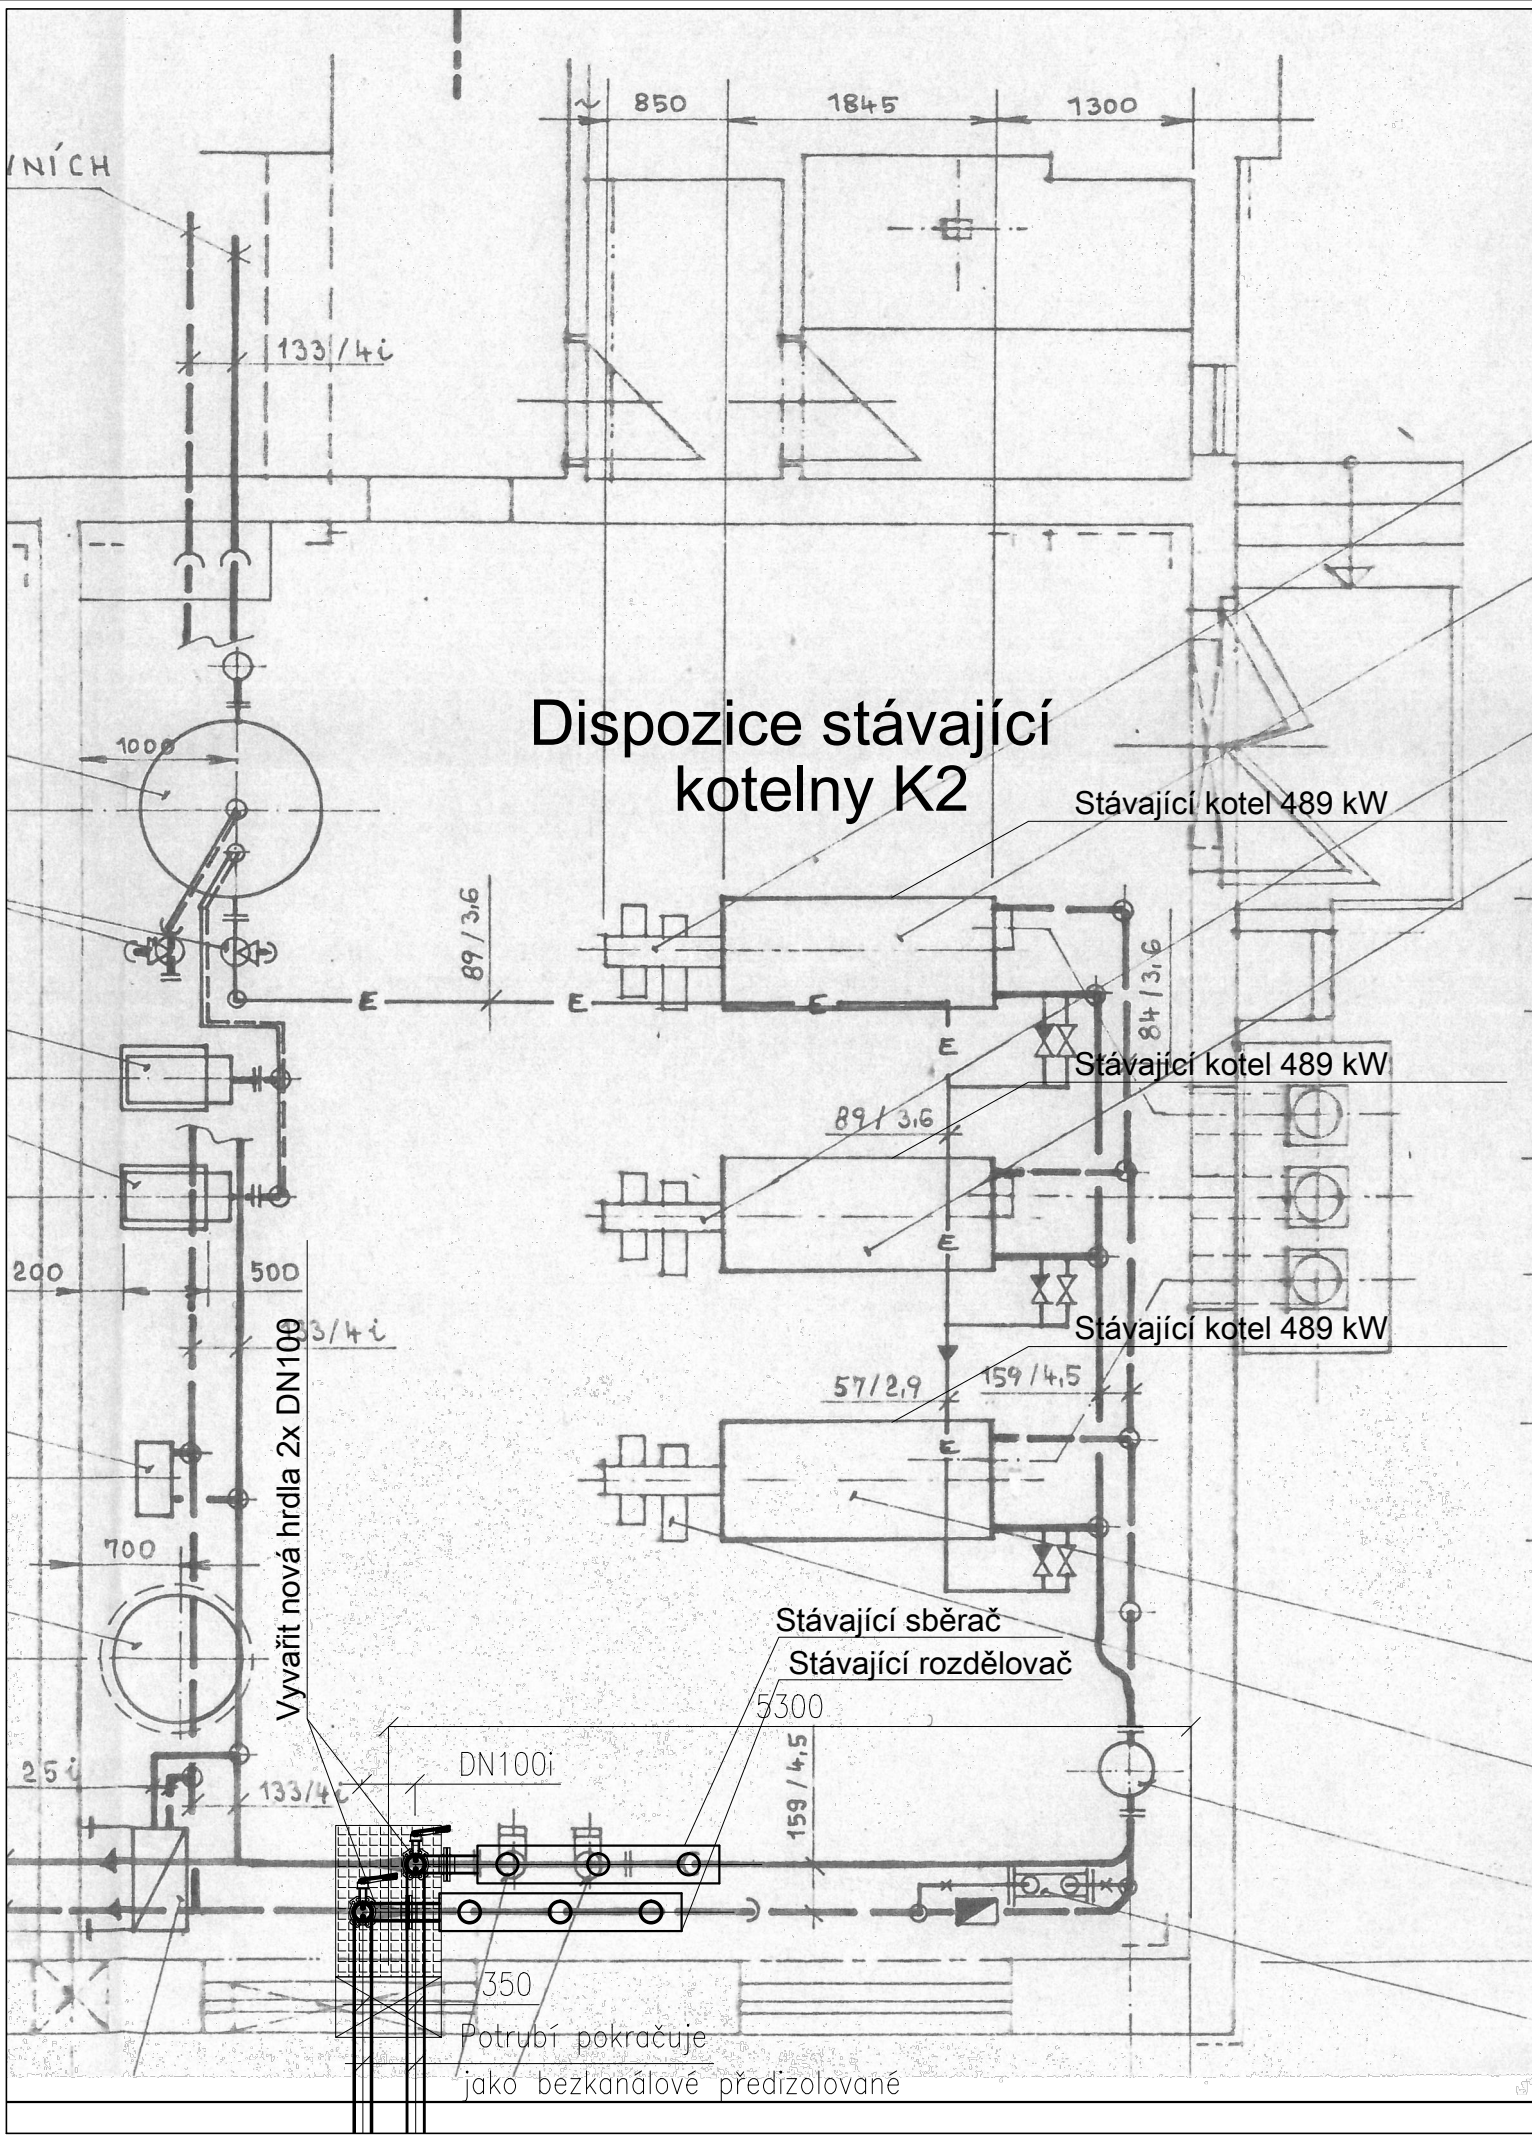 850
1845
1300
VNÍCH
133/4i
Dispozice stávající
kotelny K2
1000
Stávající kotel 489 kW
89/3,6
84/3,6
E
E
E
E
Stávající kotel 489 kW
89/3,6
E
200
500
133/4i
Stávající kotel 489 kW
57/2,9
159/4,5
E
Vyvařit nová hrdla 2x DN100
700
Stávající sběrač
Stávající rozdělovač
5300
DN100i
159/4,5
25i
133/4i
350
Potrubí pokračuje
jako bezkanálové předizolované